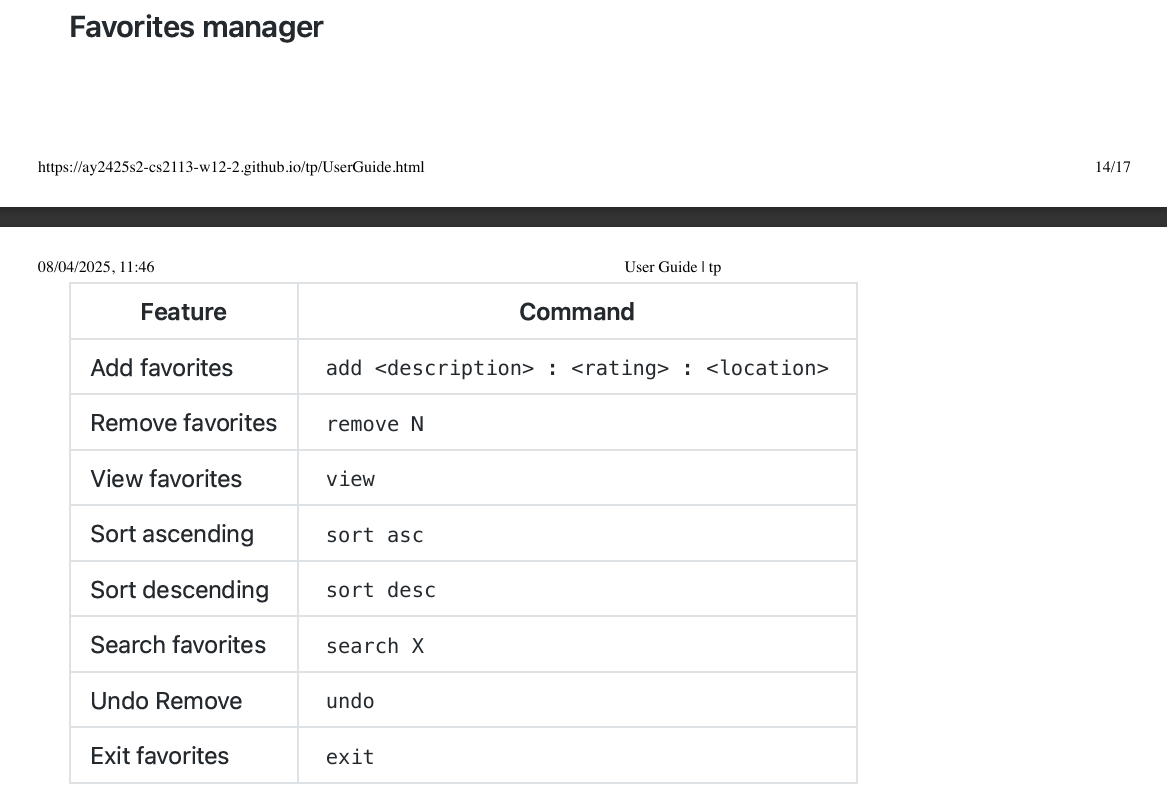 Favorites manager
https://ay2425s2-cs2113-w12-2.github.io/tp/UserGuide.html 14/17
08/04/2025, 11:46 User Guide | tp
Feature Command
Add favorites add <description> : <rating> : <location>
Remove favorites remove N
View favorites view
Sort ascending sort asc
Sort descending sort desc
Search favorites search X
Undo Remove undo
Exit favorites exit